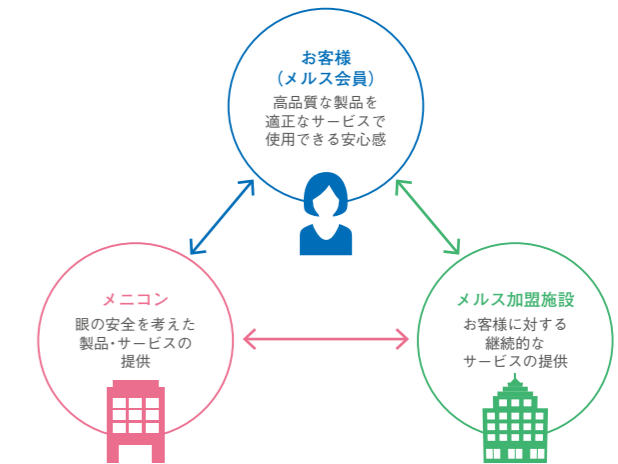 お客様
(メルス会員)
高品質な製品を
適正なサービスで
使用できる安心感
メニコン
眼の安全を考えた
製品・サービスの
提供
メルス加盟施設
お客様に対する
継続的な
サービスの提供